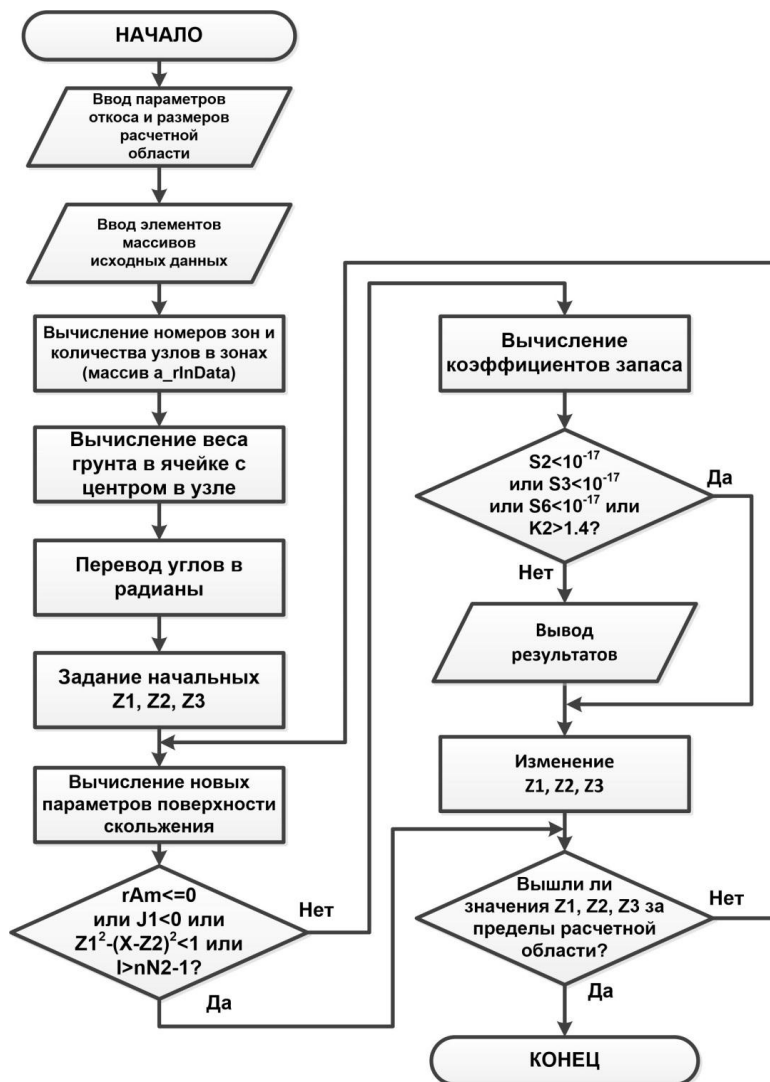 НАЧАЛО
Ввод параметров
откоса и размеров
расчетной
области
Ввод элементов
массивов
исходных данных
Вычисление номеров зон и
количества узлов в зонах
(массив a_rInData)
Вычисление веса
грунта в ячейке с
центром в узле
Перевод углов в
радианы
Задание начальных
Z1, Z2, Z3
Вычисление новых
параметров поверхности
скольжения
rAm<=0
или J1<0 или
Z1²-(X-Z2)²<1 или
I>nN2-1?
Нет
Да
Вычисление
коэффициентов запаса
S2<10⁻¹⁷
или S3<10⁻¹⁷
или S6<10⁻¹⁷ или
K2>1.4?
Да
Нет
Вывод
результатов
Изменение
Z1, Z2, Z3
Вышли ли
значения Z1, Z2, Z3 за
пределы расчетной
области?
Нет
Да
КОНЕЦ